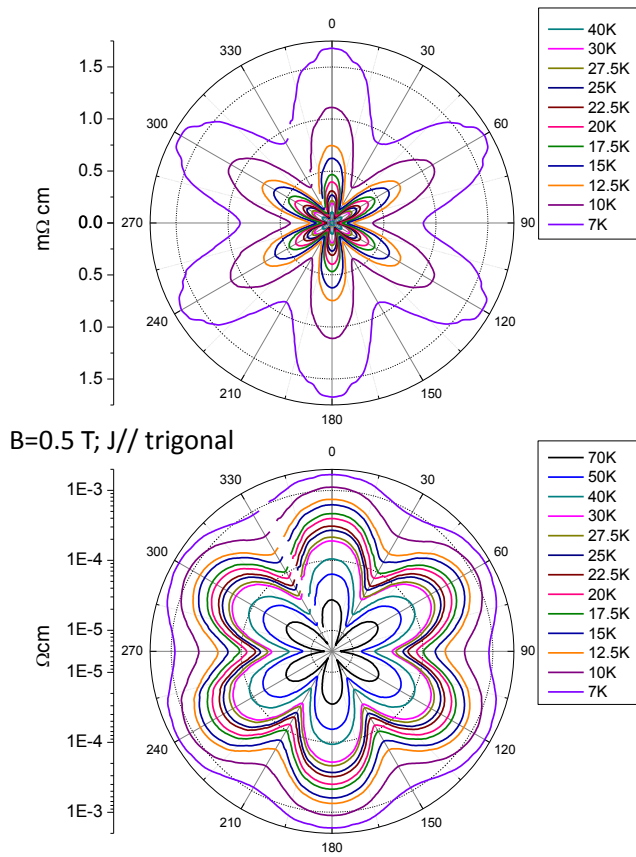 0
30
60
90
120
150
180
210
240
270
300
330
1.5
1.0
0.5
0.0
0.5
1.0
1.5
mΩ cm
40K
30K
27.5K
25K
22.5K
20K
17.5K
15K
12.5K
10K
7K
B=0.5 T; J// trigonal
0
30
60
90
120
150
180
210
240
270
300
330
1E-3
1E-4
1E-5
1E-5
1E-4
1E-3
Ωcm
70K
50K
40K
30K
27.5K
25K
22.5K
20K
17.5K
15K
12.5K
10K
7K